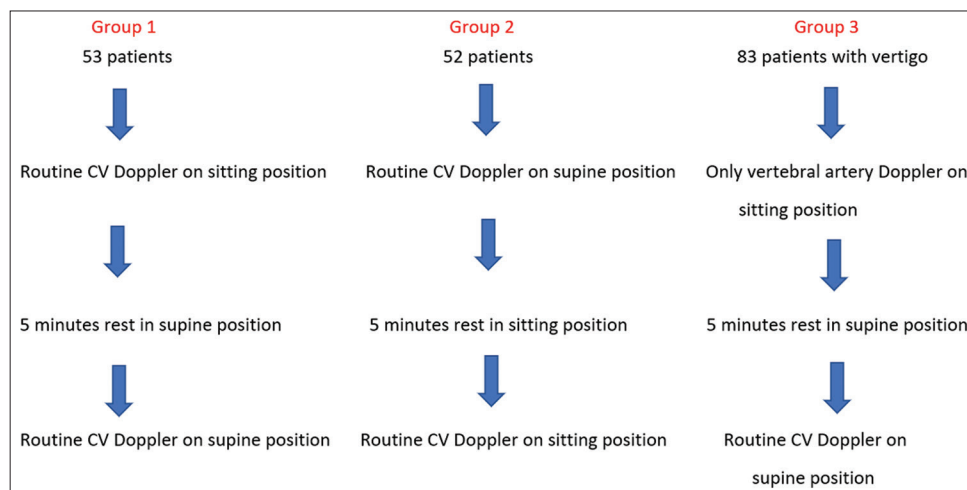 Group 1
53 patients
Routine CV Doppler on sitting position
5 minutes rest in supine position
Routine CV Doppler on supine position
Group 2
52 patients
Routine CV Doppler on supine position
5 minutes rest in sitting position
Routine CV Doppler on sitting position
Group 3
83 patients with vertigo
Only vertebral artery Doppler on
sitting position
5 minutes rest in supine position
Routine CV Doppler on
supine position